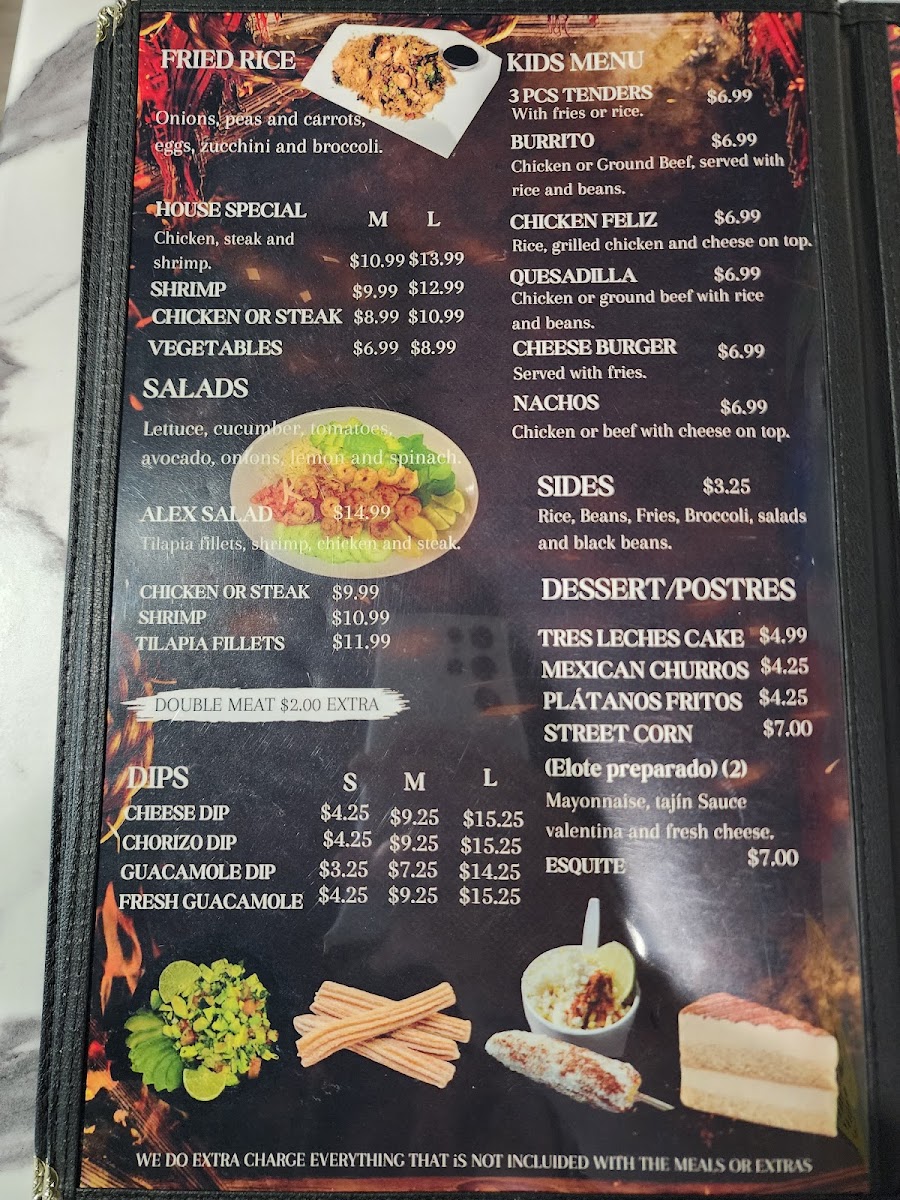 FRIED RICE
Onions, peas and carrots,
eggs, zucchini and broccoli.
HOUSE SPECIAL M L
Chicken, steak and
shrimp. $10.99 $13.99
SHRIMP $9.99 $12.99
CHICKEN OR STEAK $8.99 $10.99
VEGETABLES $6.99 $8.99
SALADS
Lettuce, cucumber, tomatoes,
avocado, onions, lemon and spinach.
ALEX SALAD $14.99
Tilapia fillets, shrimp, chicken and steak.
CHICKEN OR STEAK $9.99
SHRIMP $10.99
TILAPIA FILLETS $11.99
DOUBLE MEAT $2.00 EXTRA
DIPS S M L
CHEESE DIP $4.25 $9.25 $15.25
CHORIZO DIP $4.25 $9.25 $15.25
GUACAMOLE DIP $3.25 $7.25 $14.25
FRESH GUACAMOLE $4.25 $9.25 $15.25
KIDS MENU
3 PCS TENDERS $6.99
With fries or rice.
BURRITO $6.99
Chicken or Ground Beef, served with
rice and beans.
CHICKEN FELIZ $6.99
Rice, grilled chicken and cheese on top.
QUESADILLA $6.99
Chicken or ground beef with rice
and beans.
CHEESE BURGER $6.99
Served with fries.
NACHOS $6.99
Chicken or beef with cheese on top.
SIDES $3.25
Rice, Beans, Fries, Broccoli, salads
and black beans.
DESSERT/POSTRES
TRES LECHES CAKE $4.99
MEXICAN CHURROS $4.25
PLÁTANOS FRITOS $4.25
STREET CORN $7.00
(Elote preparado) (2)
Mayonnaise, tajín Sauce
valentina and fresh cheese.
ESQUITE $7.00
WE DO EXTRA CHARGE EVERYTHING THAT iS NOT INCLUIDED WITH THE MEALS OR EXTRAS